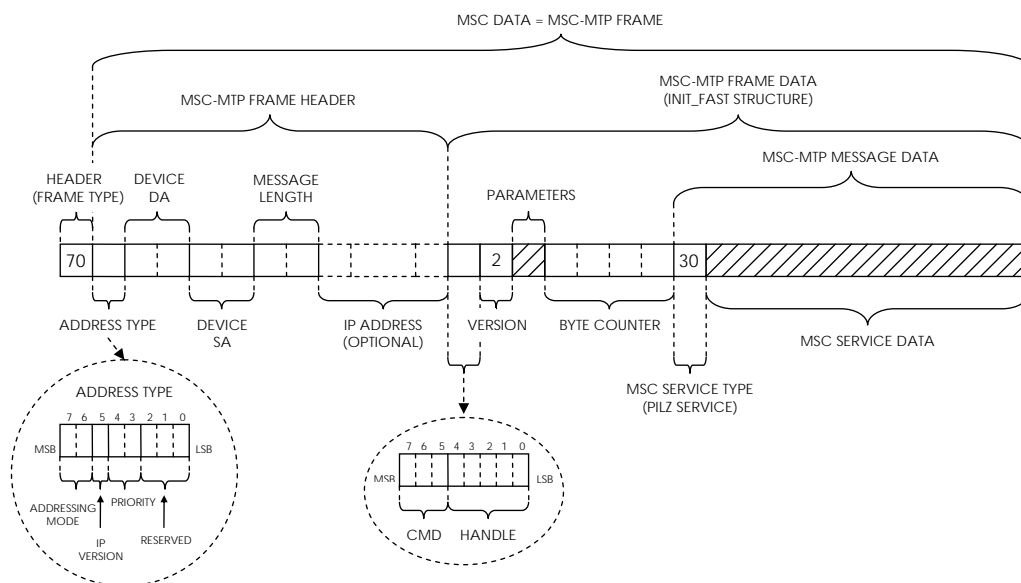 MSC DATA = MSC-MTP FRAME
MSC-MTP FRAME DATA
(INIT_FAST STRUCTURE)
MSC-MTP FRAME HEADER
MSC-MTP MESSAGE DATA
HEADER
(FRAME TYPE)
DEVICE
DA
MESSAGE
LENGTH
PARAMETERS
70
2
30
ADDRESS TYPE
DEVICE
SA
IP ADDRESS
(OPTIONAL)
VERSION
BYTE COUNTER
MSC SERVICE DATA
MSC SERVICE TYPE
(PILZ SERVICE)
ADDRESS TYPE
7 6 5 4 3 2 1 0
MSB
LSB
ADDRESSING
MODE
PRIORITY
IP
VERSION
RESERVED
7 6 5 4 3 2 1 0
MSB
LSB
CMD
HANDLE